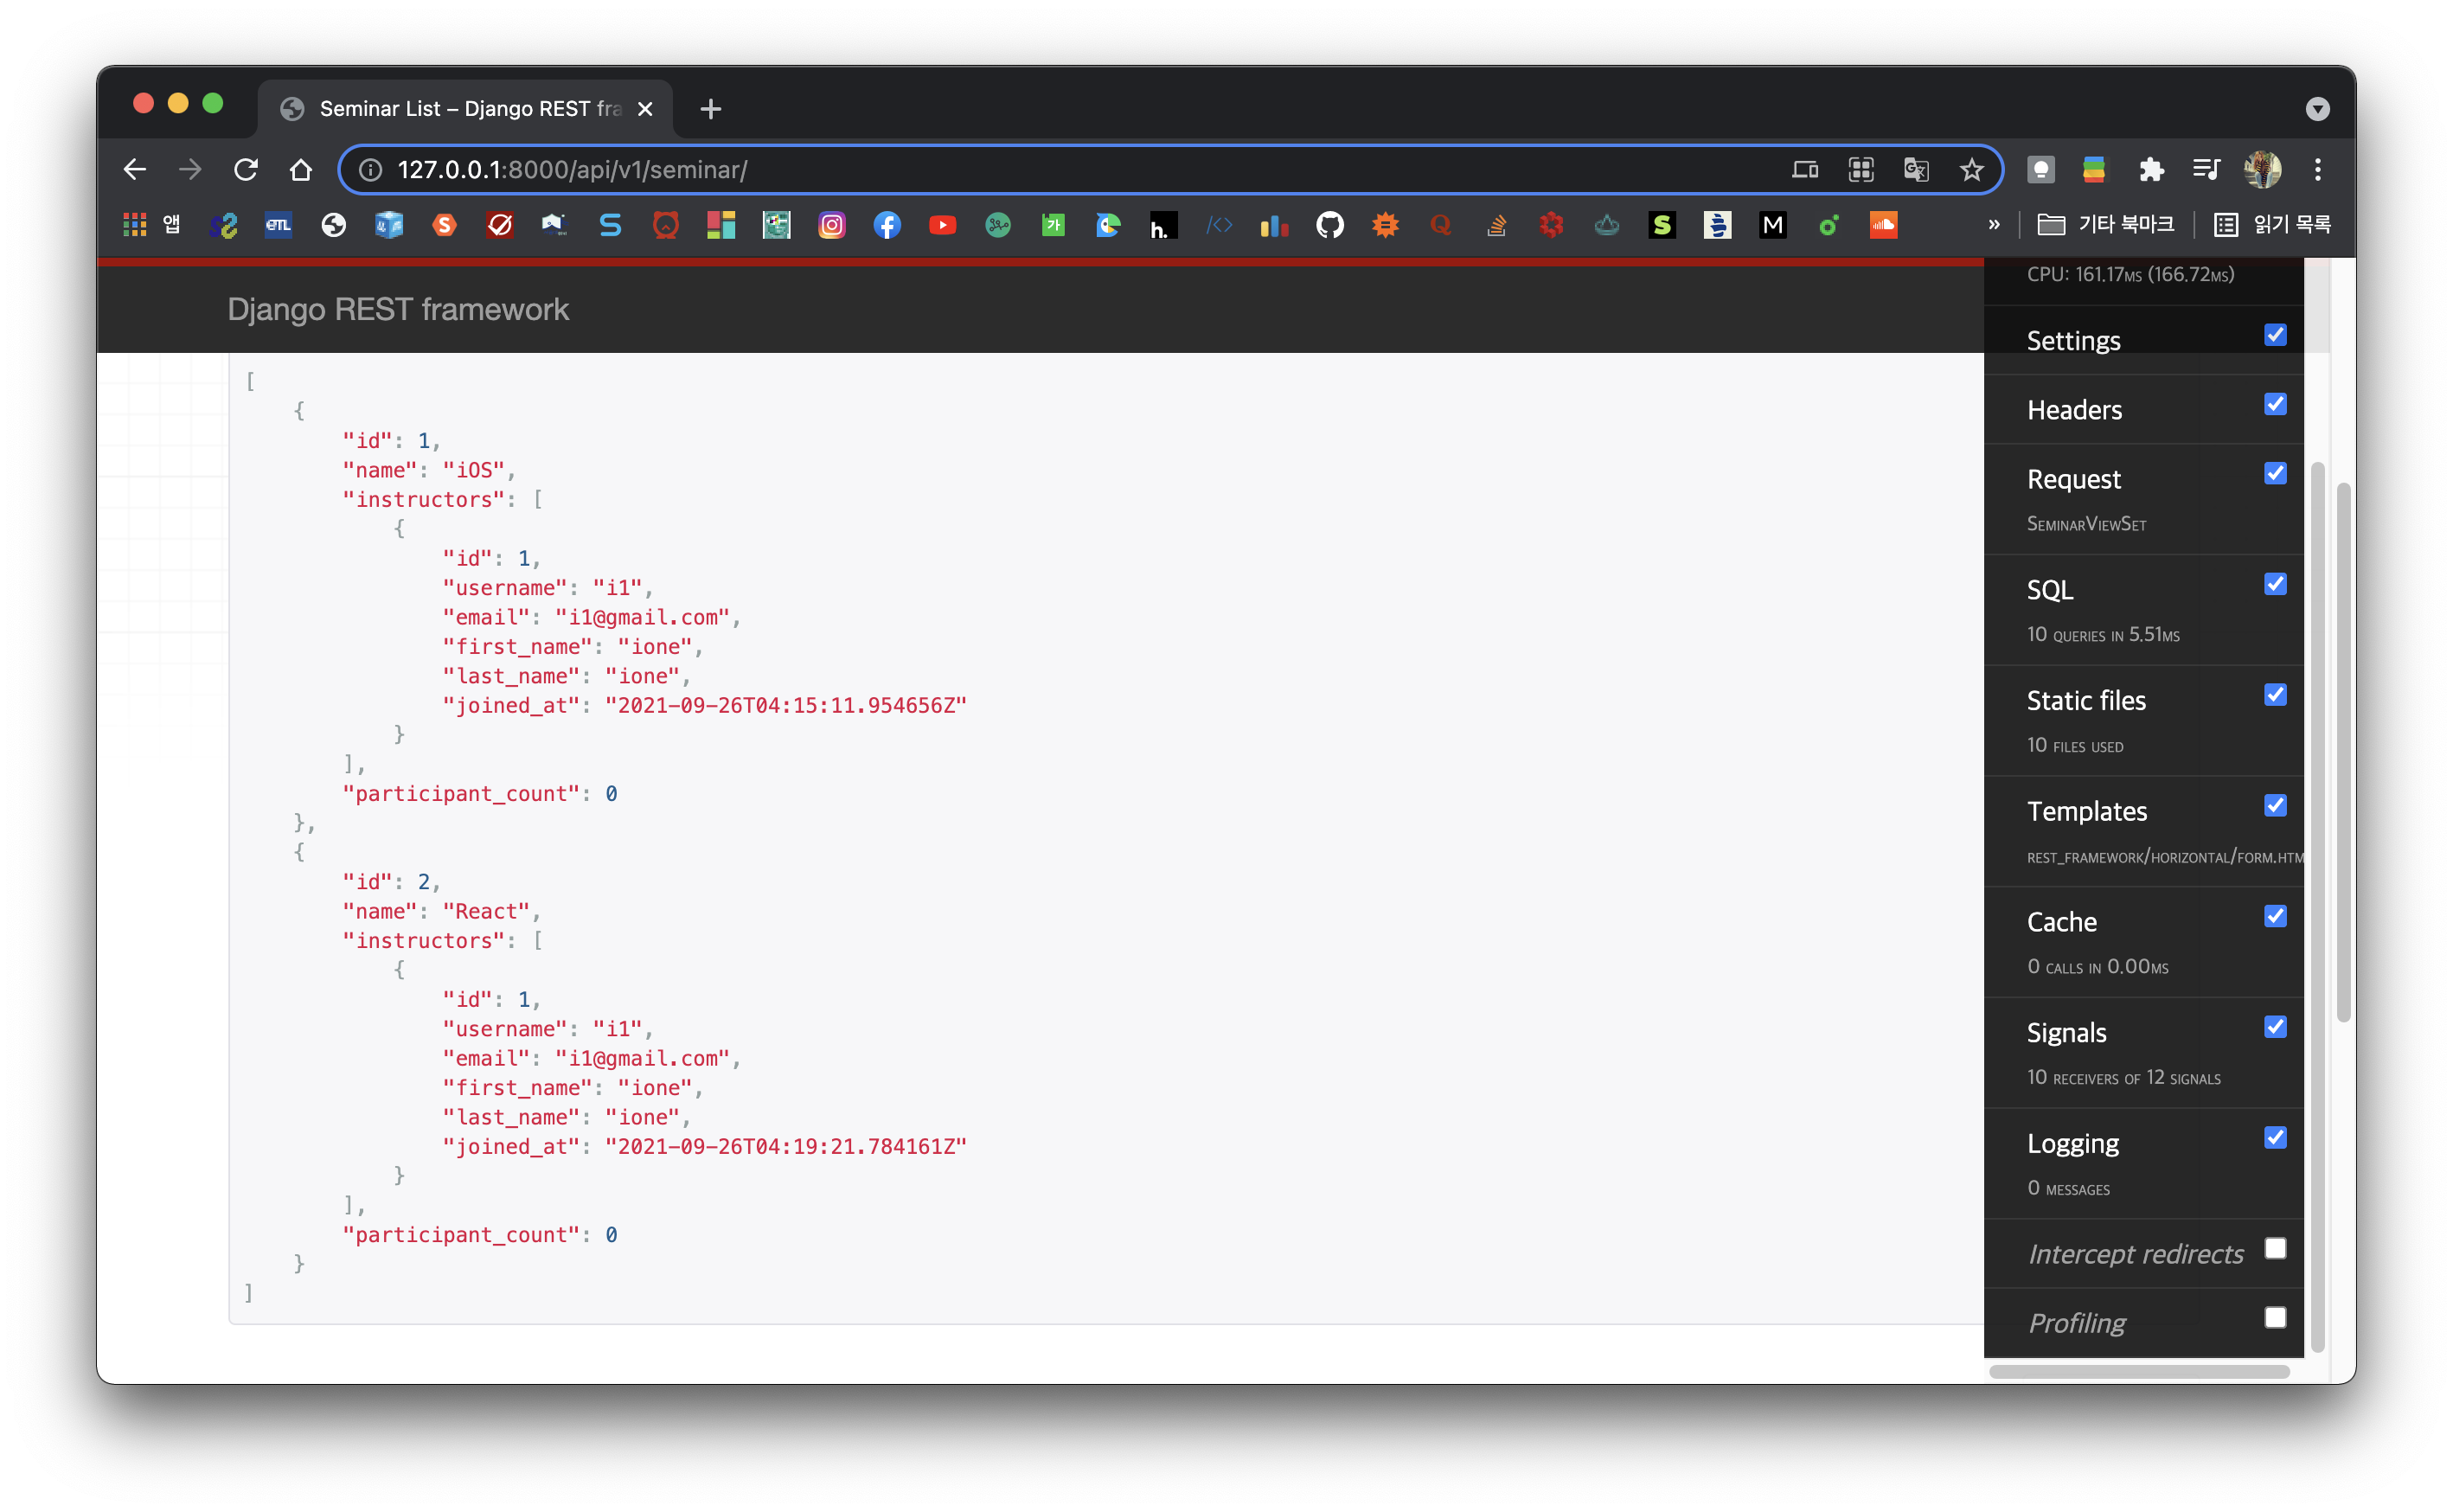 Seminar List – Django REST fra
127.0.0.1:8000/api/v1/seminar/
앱
eTL
가
h.
S
M
»
기타 북마크
읽기 목록
Django REST framework
[
{
"id": 1,
"name": "iOS",
"instructors": [
{
"id": 1,
"username": "i1",
"email": "i1@gmail.com",
"first_name": "ione",
"last_name": "ione",
"joined_at": "2021-09-26T04:15:11.954656Z"
}
],
"participant_count": 0
},
{
"id": 2,
"name": "React",
"instructors": [
{
"id": 1,
"username": "i1",
"email": "i1@gmail.com",
"first_name": "ione",
"last_name": "ione",
"joined_at": "2021-09-26T04:19:21.784161Z"
}
],
"participant_count": 0
}
]
CPU: 161.17ms (166.72ms)
Settings
Headers
Request
SeminarViewSet
SQL
10 queries in 5.51ms
Static files
10 files used
Templates
rest_framework/horizontal/form.htm
Cache
0 calls in 0.00ms
Signals
10 receivers of 12 signals
Logging
0 messages
Intercept redirects
Profiling